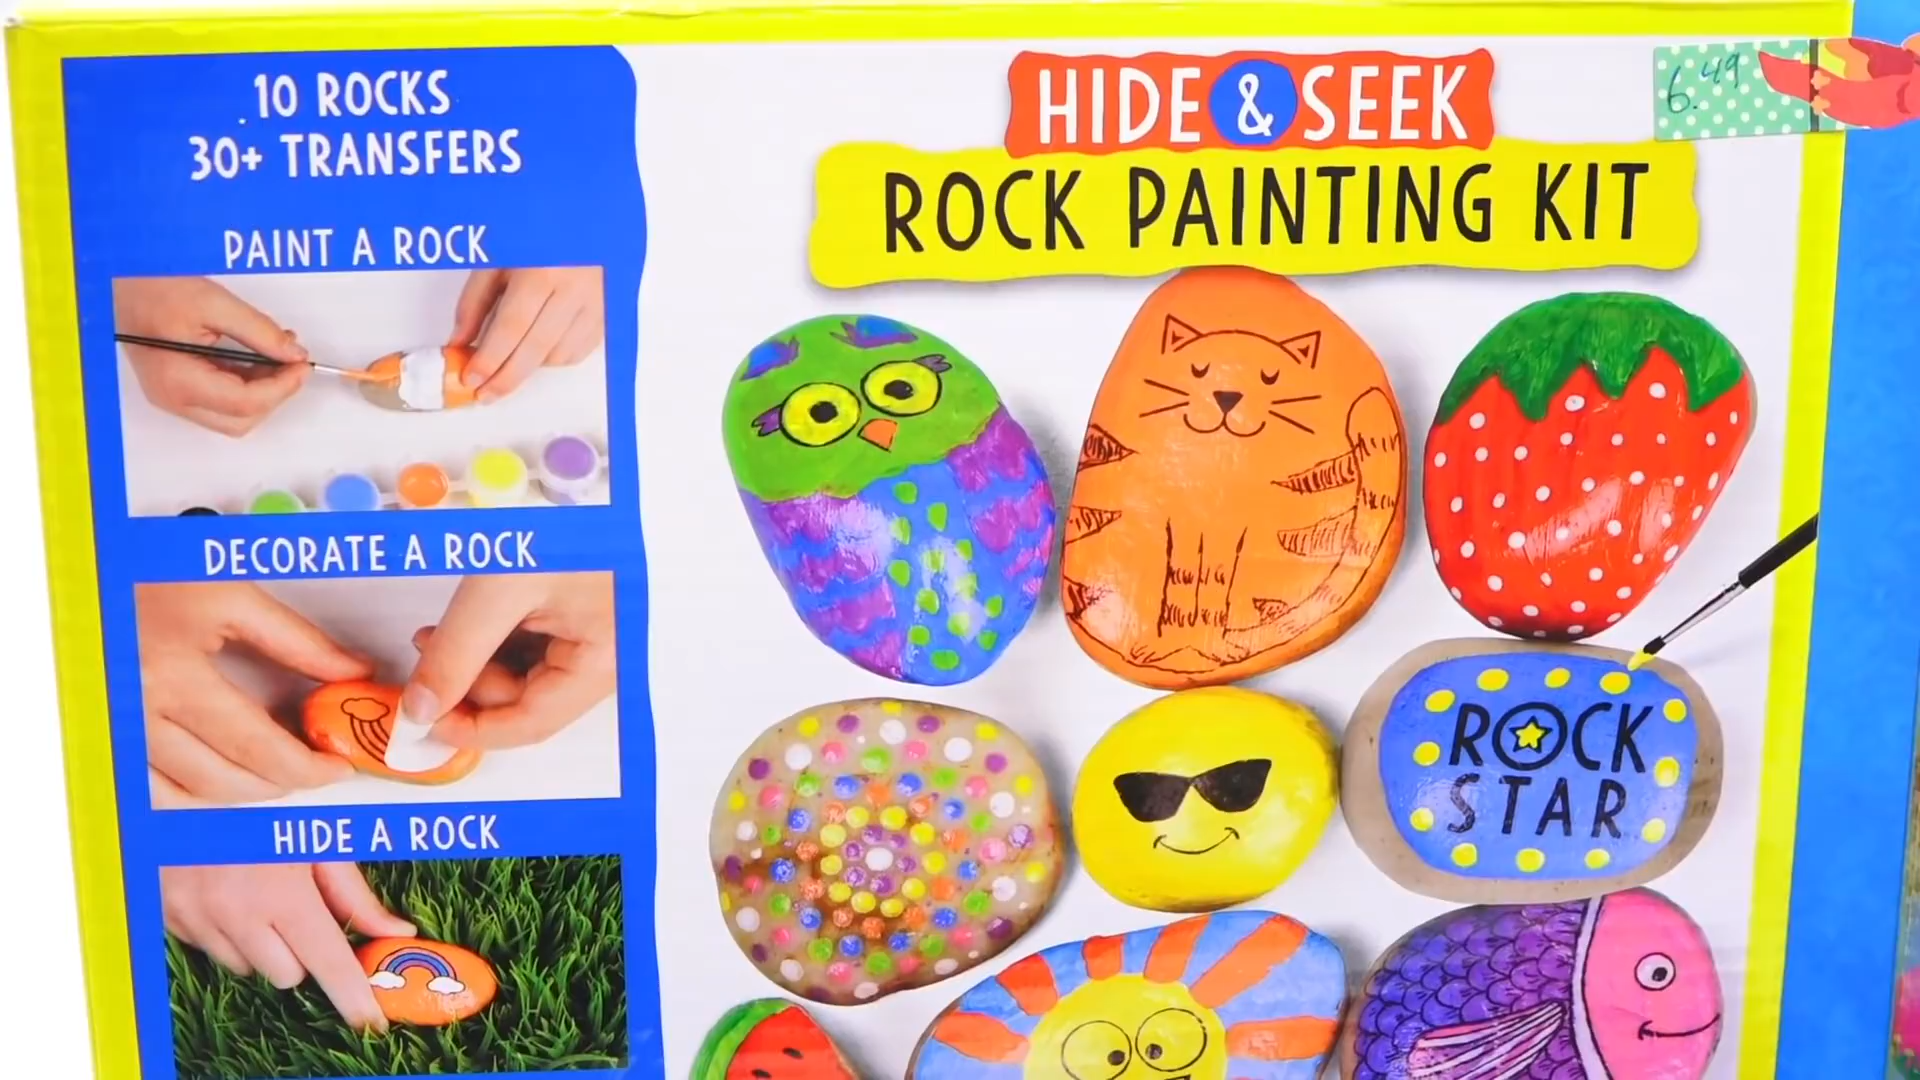 10 ROCKS
30+ TRANSFERS
PAINT A ROCK
DECORATE A ROCK
HIDE A ROCK
HIDE & SEEK
ROCK PAINTING KIT
6.49
ROCK
STAR